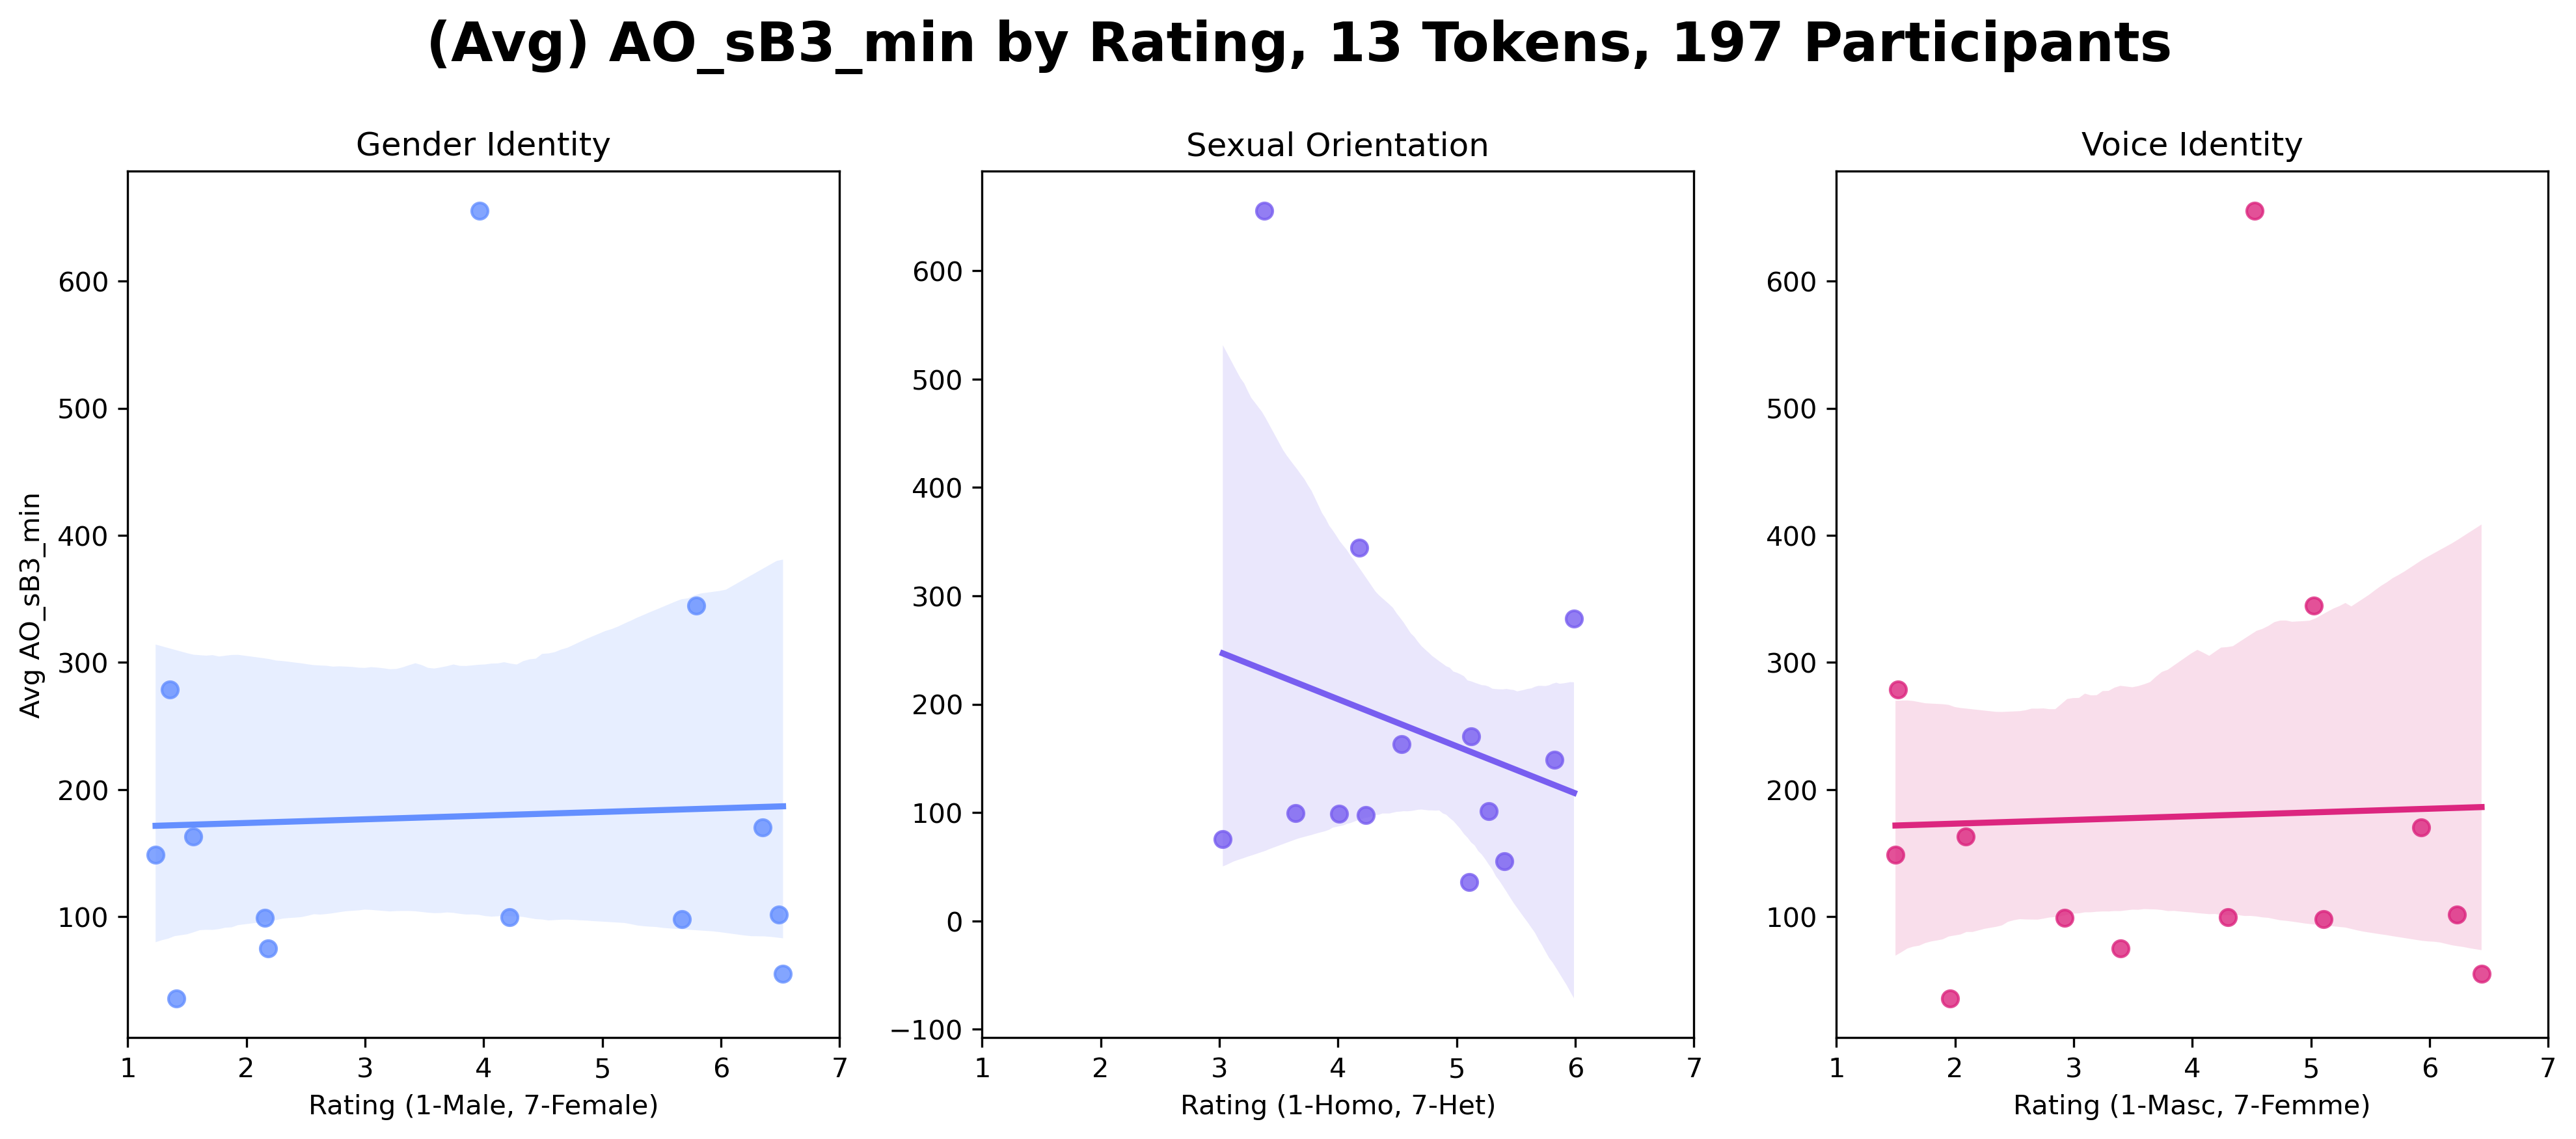 (Avg) AO_sB3_min by Rating, 13 Tokens, 197 Participants
Gender Identity
Sexual Orientation
Voice Identity
Avg AO_sB3_min
600
500
400
300
200
100
1 2 3 4 5 6 7
Rating (1-Male, 7-Female)
600
500
400
300
200
100
0
−100
1 2 3 4 5 6 7
Rating (1-Homo, 7-Het)
600
500
400
300
200
100
1 2 3 4 5 6 7
Rating (1-Masc, 7-Femme)